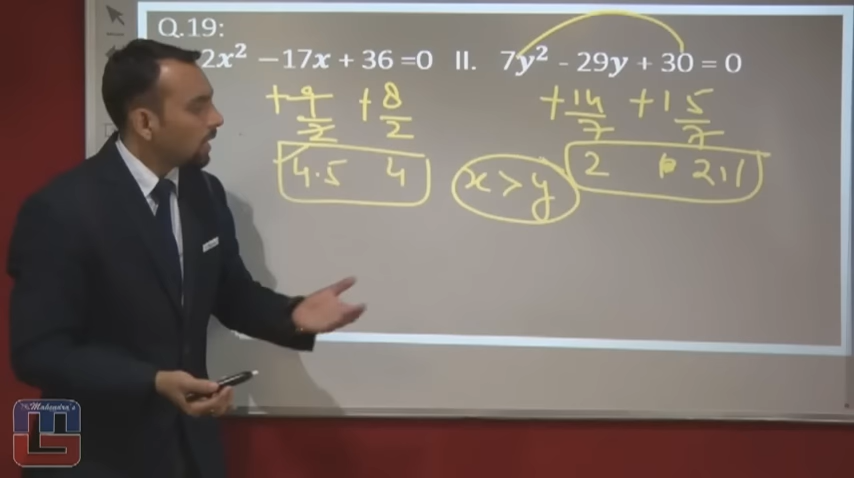 Q.19:
2x² − 17x + 36 =0 II. 7y² - 29y + 30 = 0
+9/2 +8/2 +14/7 +15/7
4.5 4 x > y 2 2.1
Mahendra's